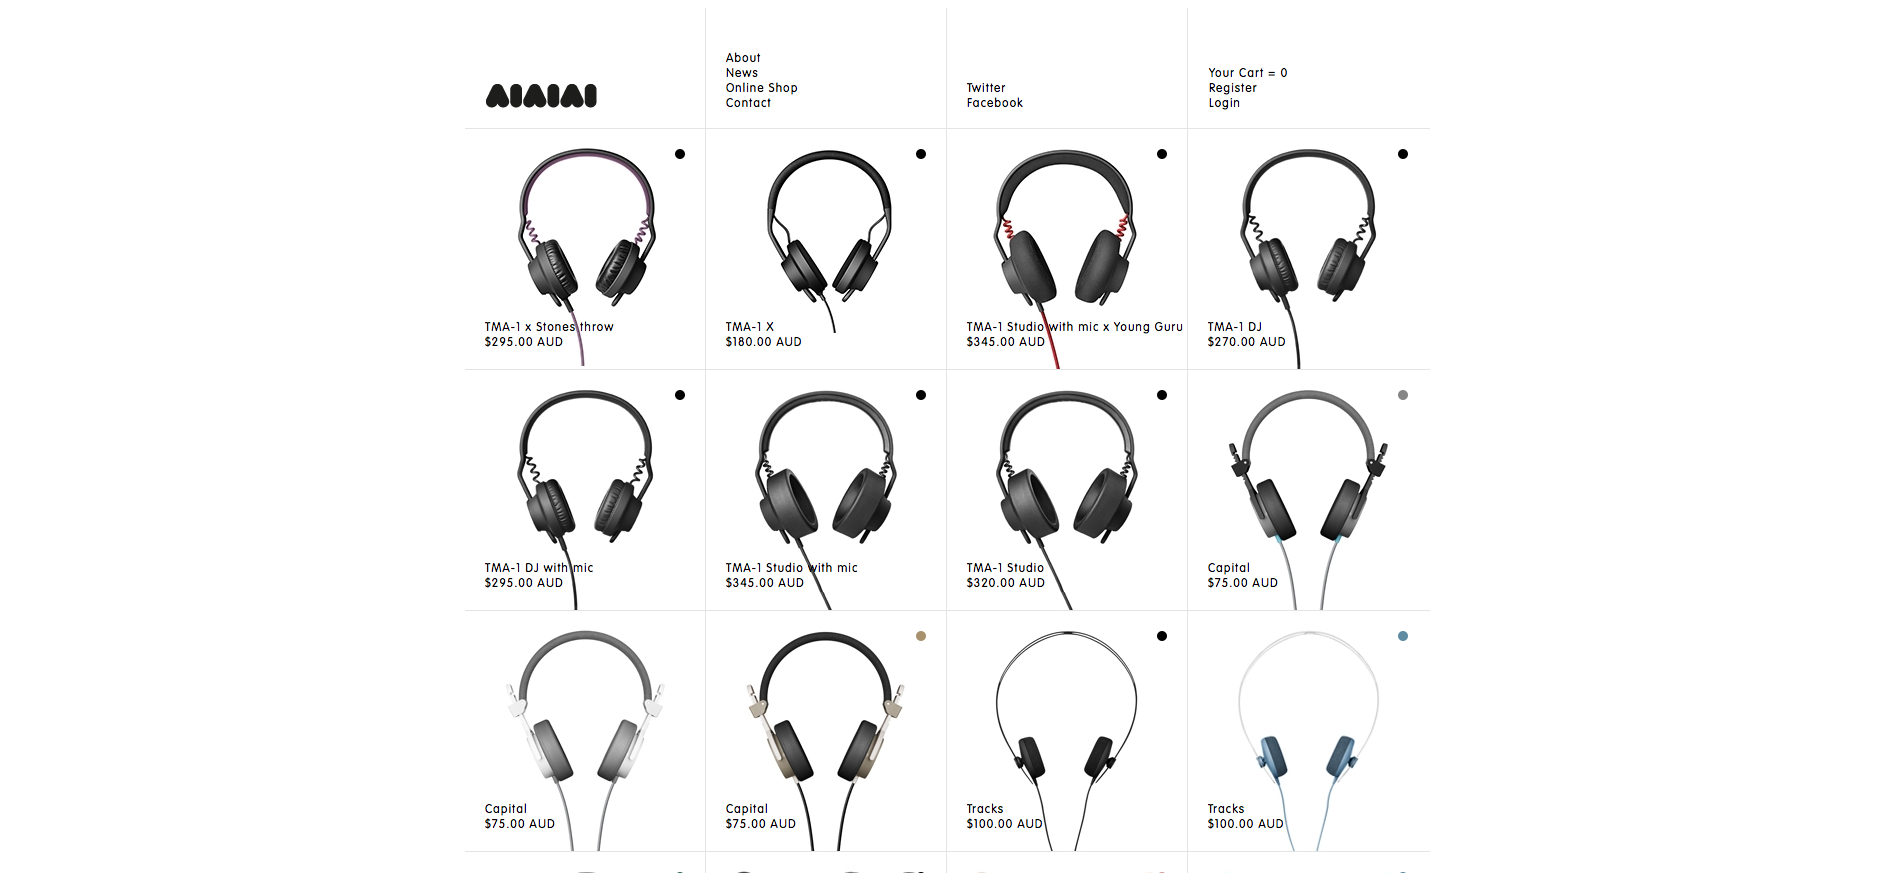 AIAIAI
About
News
Online Shop
Contact
Twitter
Facebook
Your Cart = 0
Register
Login
TMA-1 x Stones throw
$295.00 AUD
TMA-1 X
$180.00 AUD
TMA-1 Studio with mic x Young Guru
$345.00 AUD
TMA-1 DJ
$270.00 AUD
TMA-1 DJ with mic
$295.00 AUD
TMA-1 Studio with mic
$345.00 AUD
TMA-1 Studio
$320.00 AUD
Capital
$75.00 AUD
Capital
$75.00 AUD
Capital
$75.00 AUD
Tracks
$100.00 AUD
Tracks
$100.00 AUD